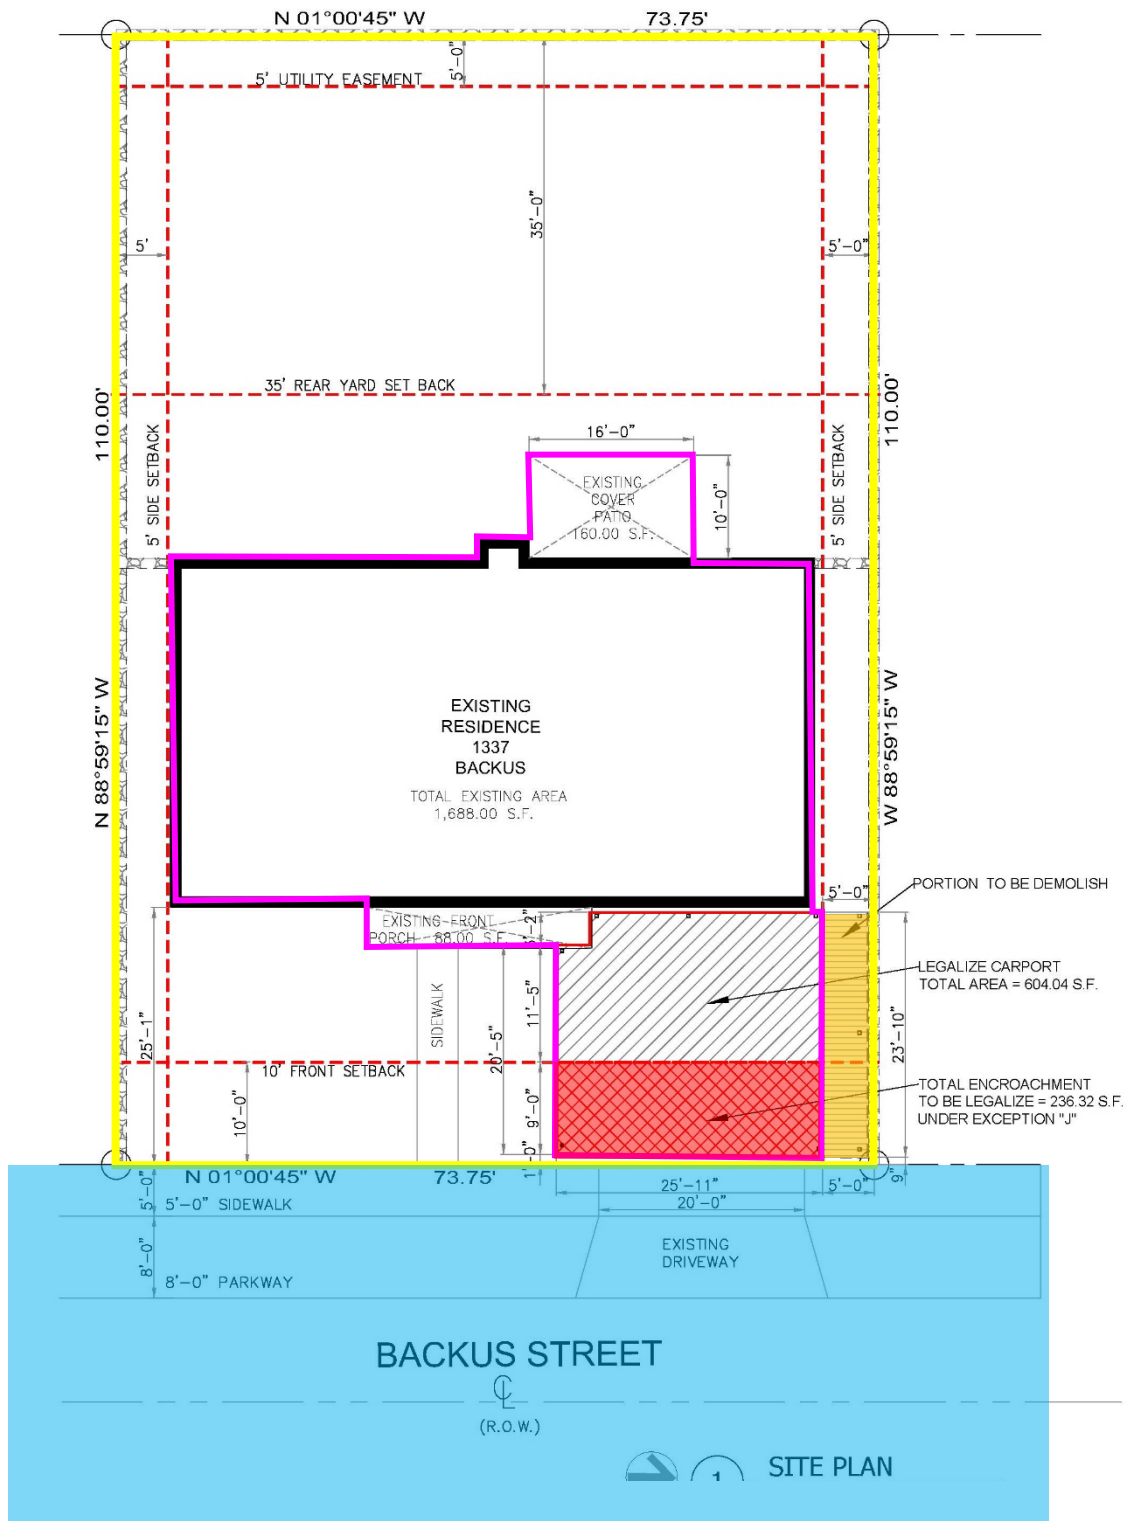 N 01°00'45" W 73.75'
5' UTILITY EASEMENT
5'-0"
35'-0"
5'
5'-0"
35' REAR YARD SET BACK
110.00'
110.00'
5' SIDE SETBACK
5' SIDE SETBACK
16'-0"
10'-0"
EXISTING
COVER
PATIO
160.00 S.F.
EXISTING
RESIDENCE
1337
BACKUS
TOTAL EXISTING AREA
1,688.00 S.F.
N 88°59'15" W
W 88°59'15" W
5'-0"
PORTION TO BE DEMOLISH
EXISTING FRONT
PORCH 88.00 S.F.
LEGALIZE CARPORT
TOTAL AREA = 604.04 S.F.
SIDEWALK
25'-1"
20'-5"
11'-5"
23'-10"
10' FRONT SETBACK
10'-0"
9'-0"
1'-0"
TOTAL ENCROACHMENT
TO BE LEGALIZE = 236.32 S.F.
UNDER EXCEPTION "J"
N 01°00'45" W 73.75'
25'-11"
5'-0"
9"
20'-0"
5'-0"
5'-0" SIDEWALK
8'-0"
8'-0" PARKWAY
EXISTING
DRIVEWAY
BACKUS STREET
CL
(R.O.W.)
1
SITE PLAN